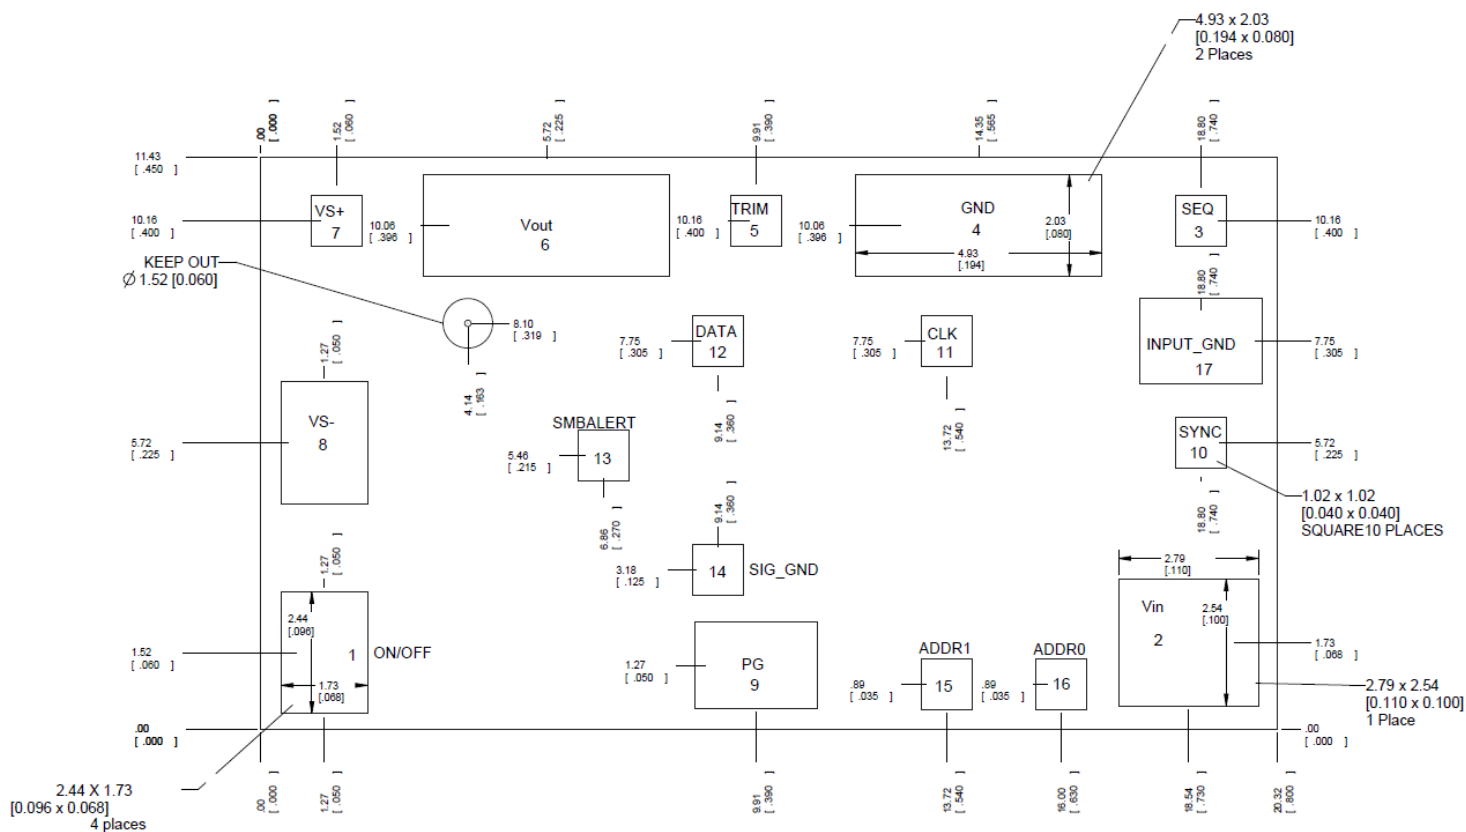 4.93 x 2.03
[0.194 x 0.080]
2 Places
.00
[ .000 ]
1.52
[ .060 ]
5.72
[ .225 ]
9.91
[ .390 ]
14.35
[ .565 ]
18.80
[ .740 ]
11.43
[ .450 ]
10.16
[ .400 ]
VS+
7
10.06
[ .396 ]
Vout
6
10.16
[ .400 ]
TRIM
5
10.06
[ .396 ]
GND
4
2.03
[.080]
4.93
[.194]
SEQ
3
10.16
[ .400 ]
KEEP OUT
Ø 1.52 [0.060]
8.10
[ .319 ]
4.14
[ .163 ]
7.75
[ .305 ]
DATA
12
9.14
[ .360 ]
7.75
[ .305 ]
CLK
11
13.72
[ .540 ]
18.80
[ .740 ]
INPUT_GND
17
7.75
[ .305 ]
1.27
[ .050 ]
5.72
[ .225 ]
VS-
8
SMBALERT
13
5.46
[ .215 ]
6.86
[ .270 ]
SYNC
10
5.72
[ .225 ]
18.80
[ .740 ]
1.02 x 1.02
[0.040 x 0.040]
SQUARE10 PLACES
9.14
[ .360 ]
3.18
[ .125 ]
14
SIG_GND
1.27
[ .050 ]
2.44
[.096]
1.52
[ .060 ]
1
ON/OFF
1.73
[.068]
1.27
[ .050 ]
PG
9
ADDR1
.89
[ .035 ]
15
ADDR0
.89
[ .035 ]
16
2.79
[.110]
Vin
2
2.54
[.100]
1.73
[ .068 ]
2.79 x 2.54
[0.110 x 0.100]
1 Place
.00
[ .000 ]
.00
[ .000 ]
2.44 X 1.73
[0.096 x 0.068]
4 places
.00
[ .000 ]
1.27
[ .050 ]
9.91
[ .390 ]
13.72
[ .540 ]
16.00
[ .630 ]
18.54
[ .730 ]
20.32
[ .800 ]